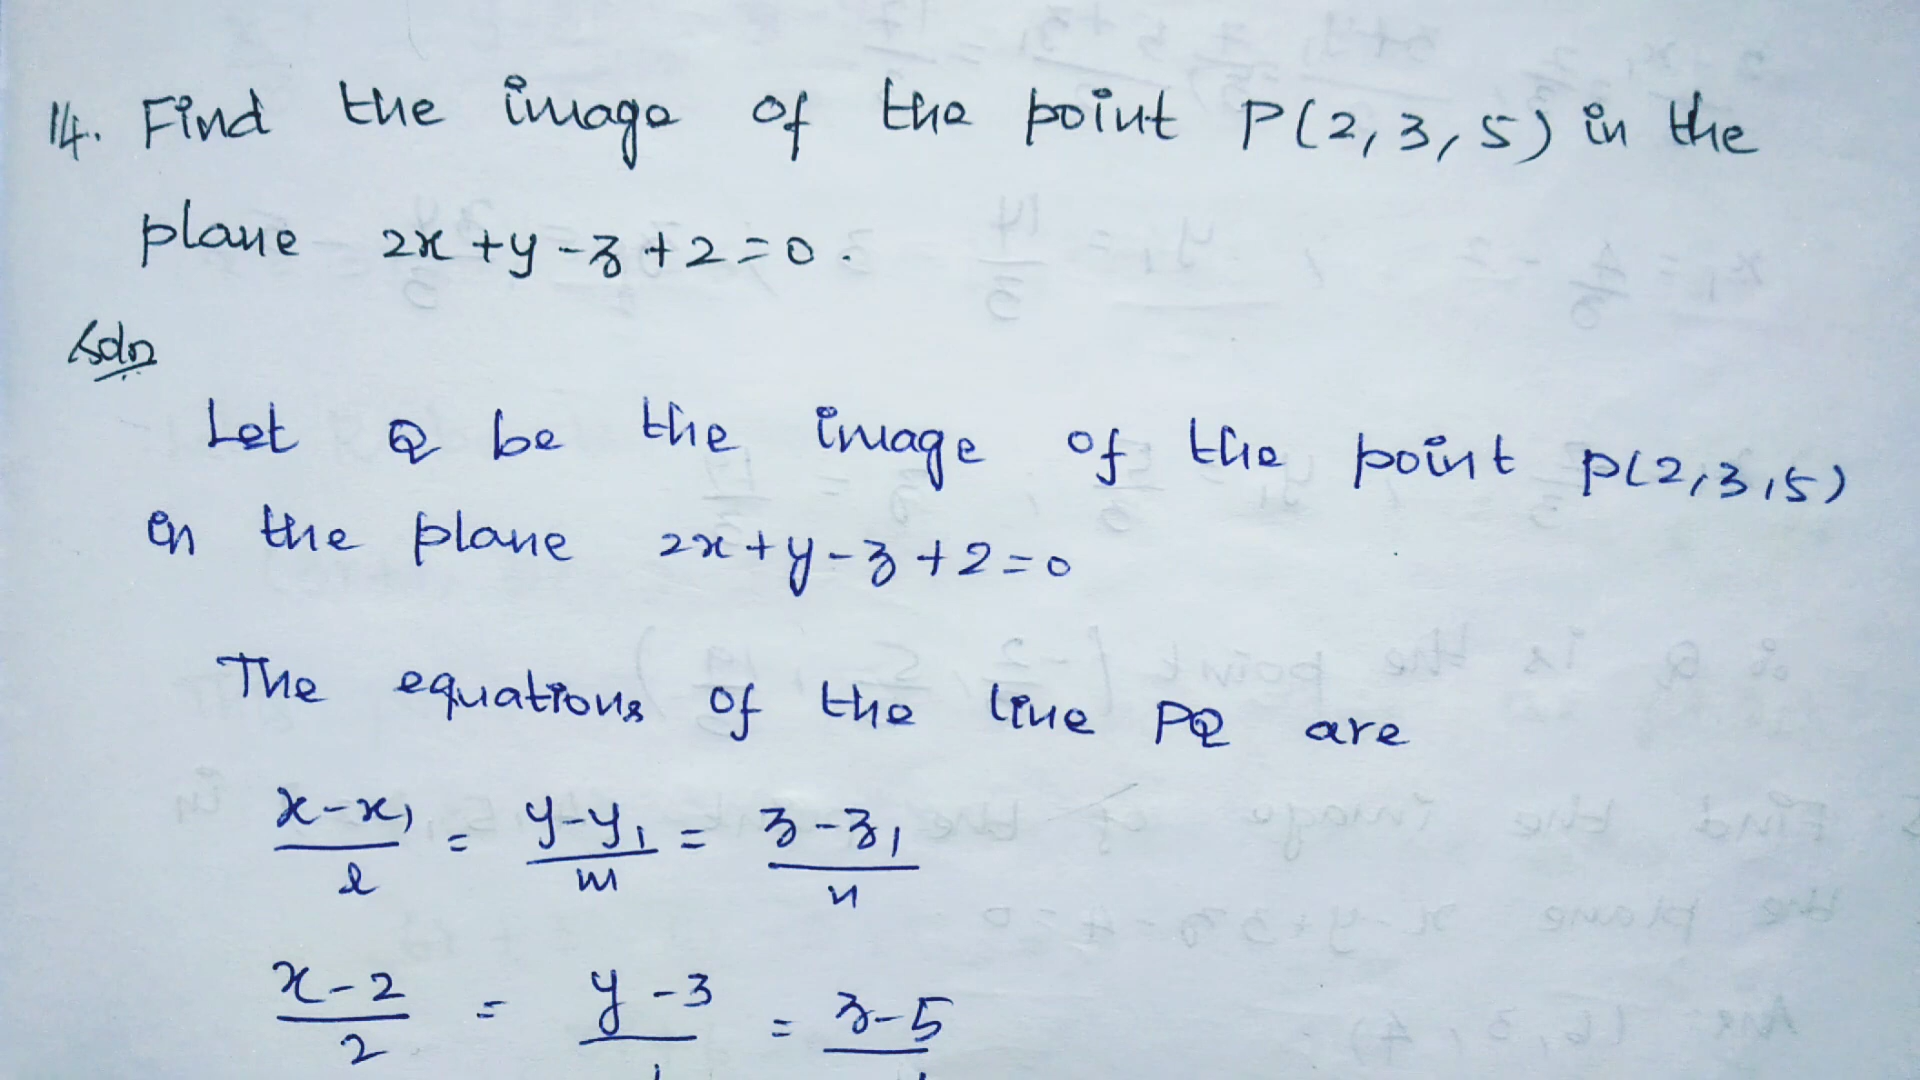 14. Find the image of the point P(2,3,5) in the
plane 2x+y-z+2=0.
Soln
Let Q be the image of the point P(2,3,5)
in the plane 2x+y-z+2=0
The equations of the line PQ are
(x-x₁)/l = (y-y₁)/m = (z-z₁)/n
(x-2)/2 = (y-3)/ = (z-5)/